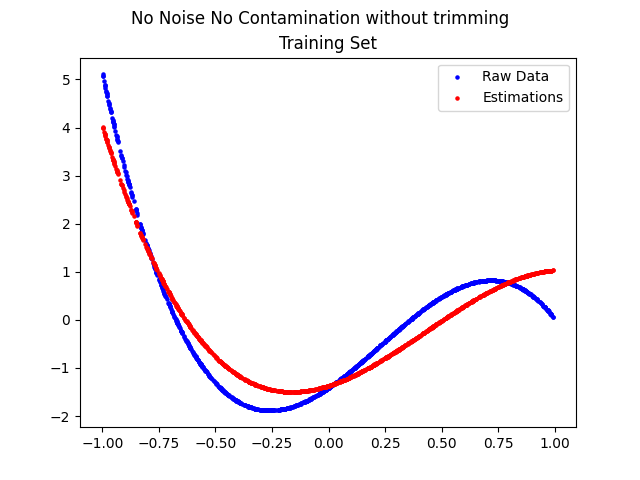 No Noise No Contamination without trimming
Training Set
Raw Data
Estimations
5
4
3
2
1
0
−1
−2
−1.00 −0.75 −0.50 −0.25 0.00 0.25 0.50 0.75 1.00